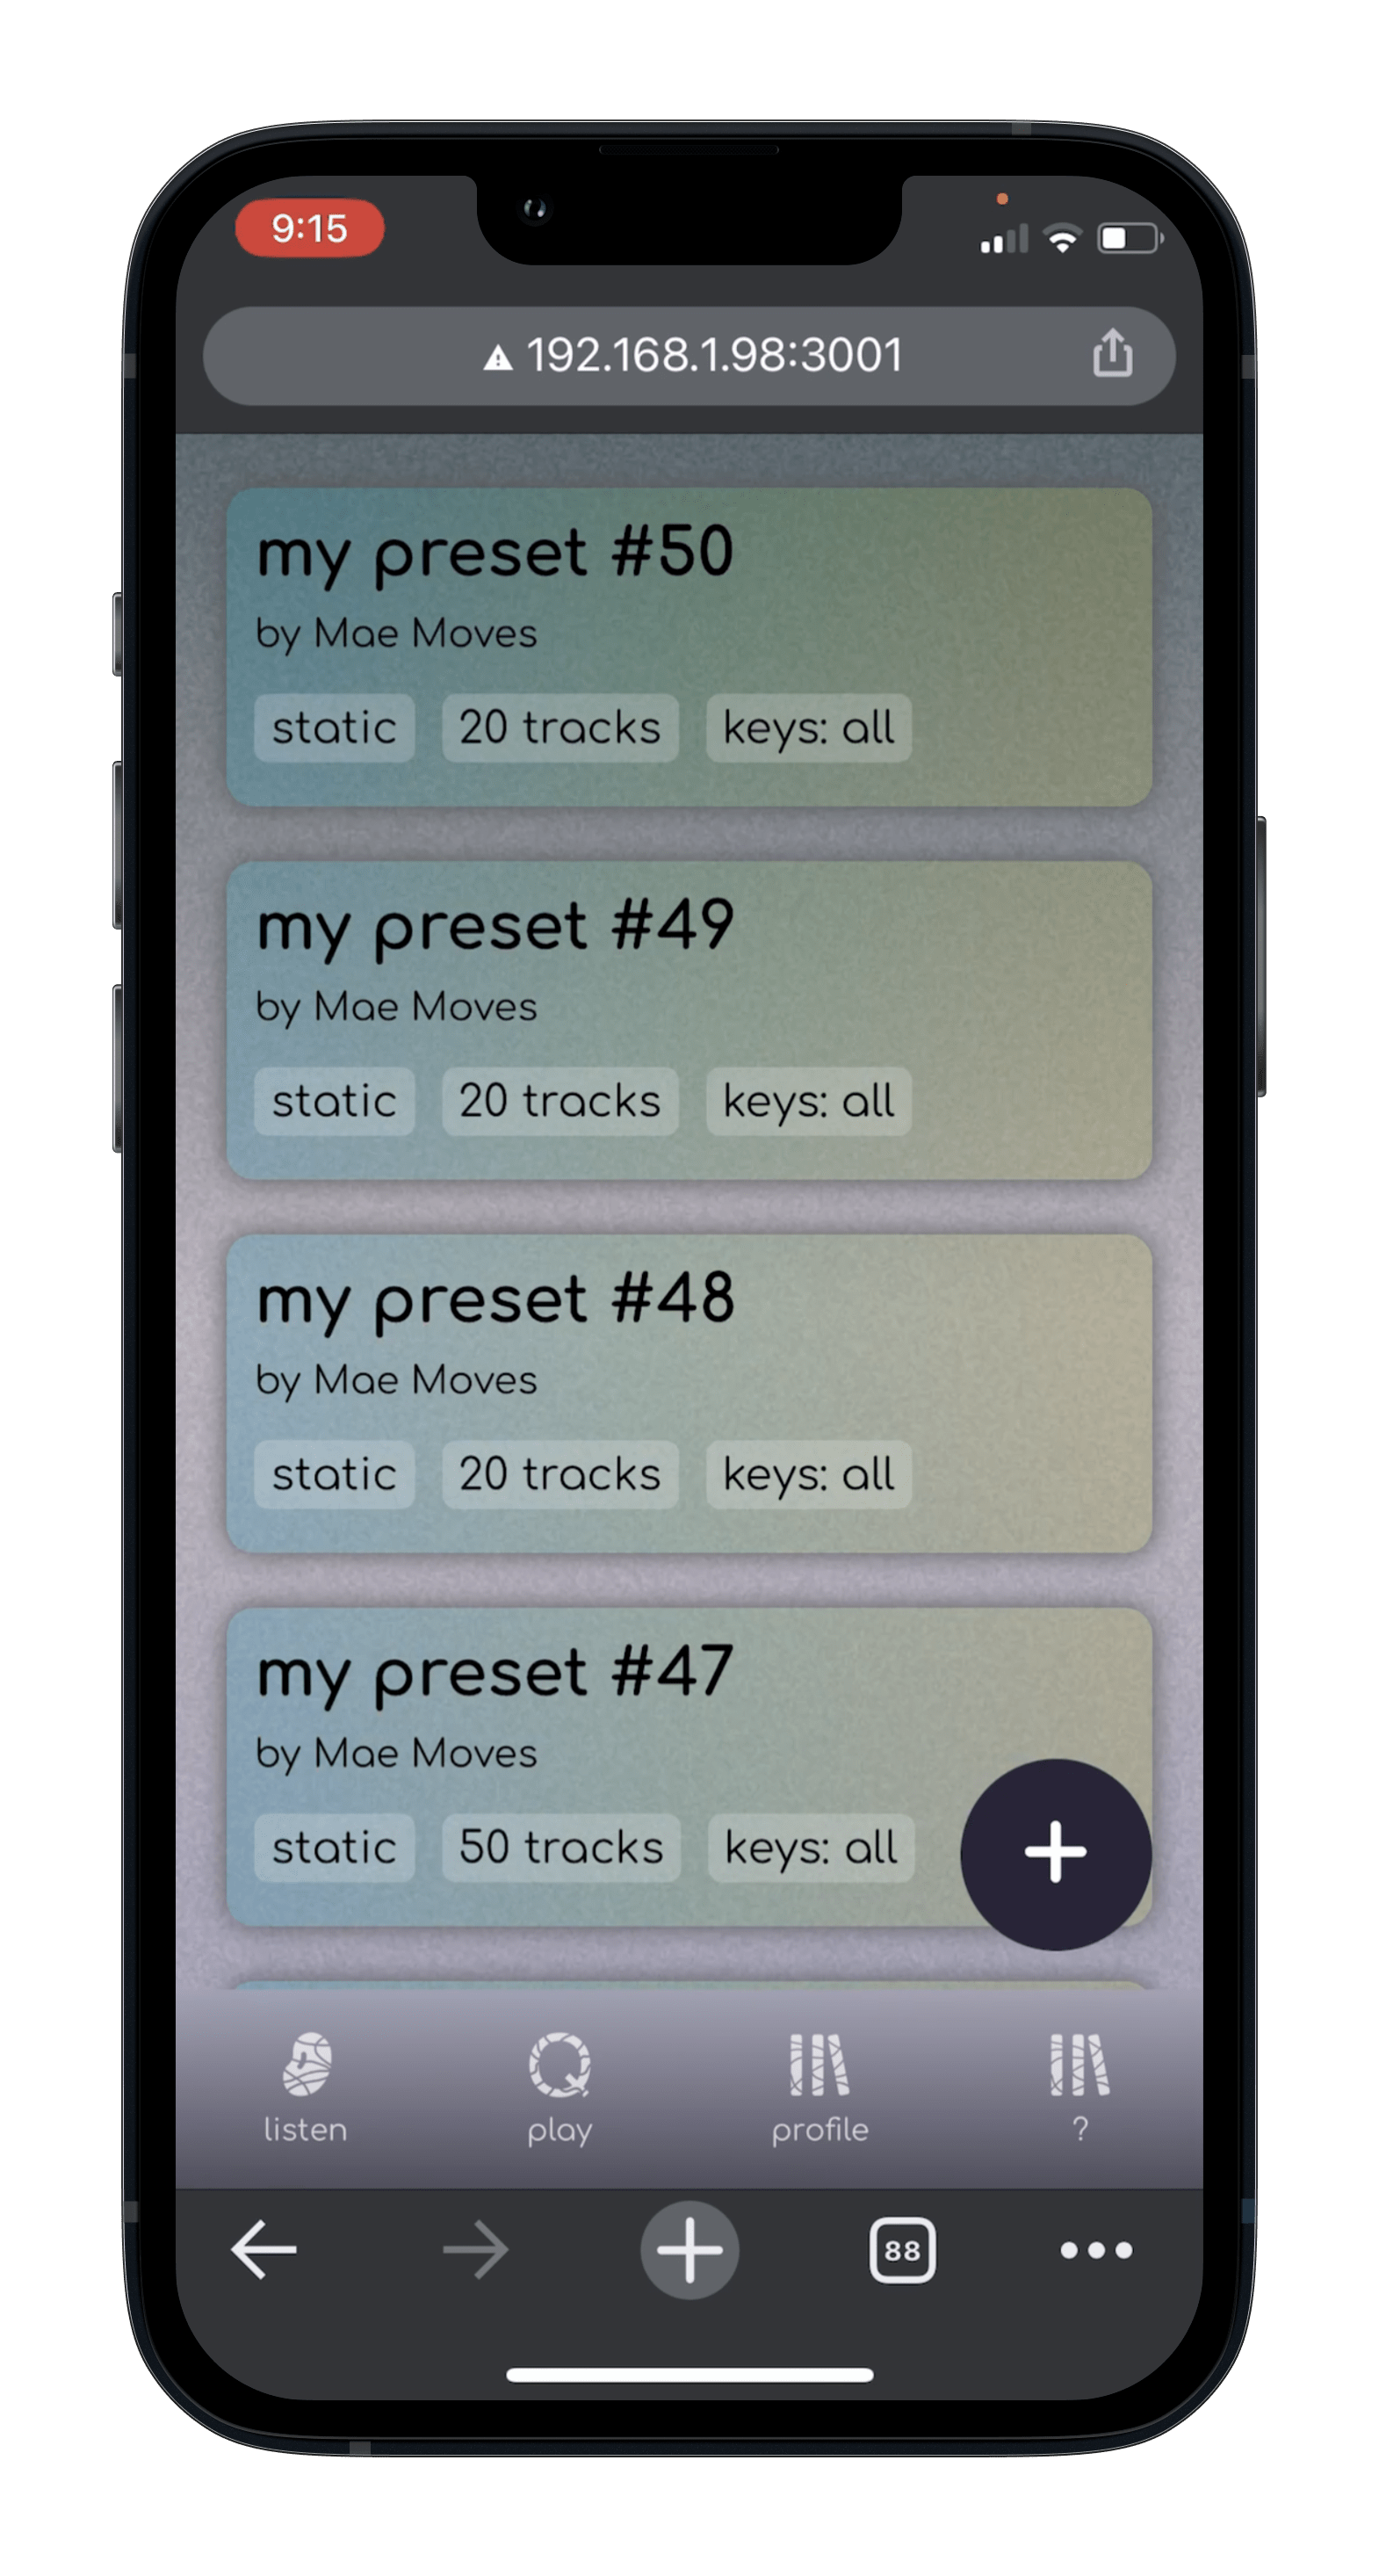 9:15
192.168.1.98:3001
my preset #50
by Mae Moves
static 20 tracks keys: all
my preset #49
by Mae Moves
static 20 tracks keys: all
my preset #48
by Mae Moves
static 20 tracks keys: all
my preset #47
by Mae Moves
static 50 tracks keys: all
+
listen play profile ?
88